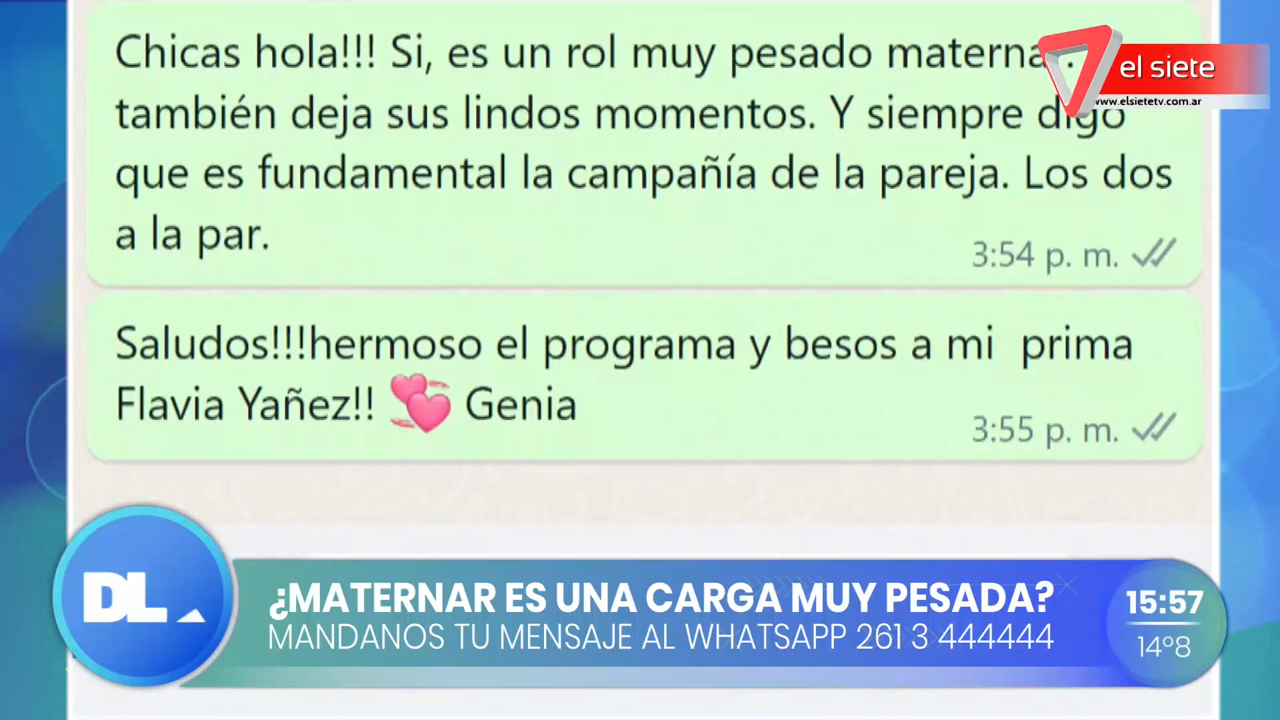 Chicas hola!!! Si, es un rol muy pesado
también deja sus lindos momentos. Y siempre digo
que es fundamental la campañía de la pareja. Los dos
a la par.
3:54 p. m.
Saludos!!!hermoso el programa y besos a mi prima
Flavia Yañez!! 💞 Genia
3:55 p. m.
el siete
www.elsietetv.com.ar
DL
¿MATERNAR ES UNA CARGA MUY PESADA?
MANDANOS TU MENSAJE AL WHATSAPP 261 3 444444
15:57
14º8